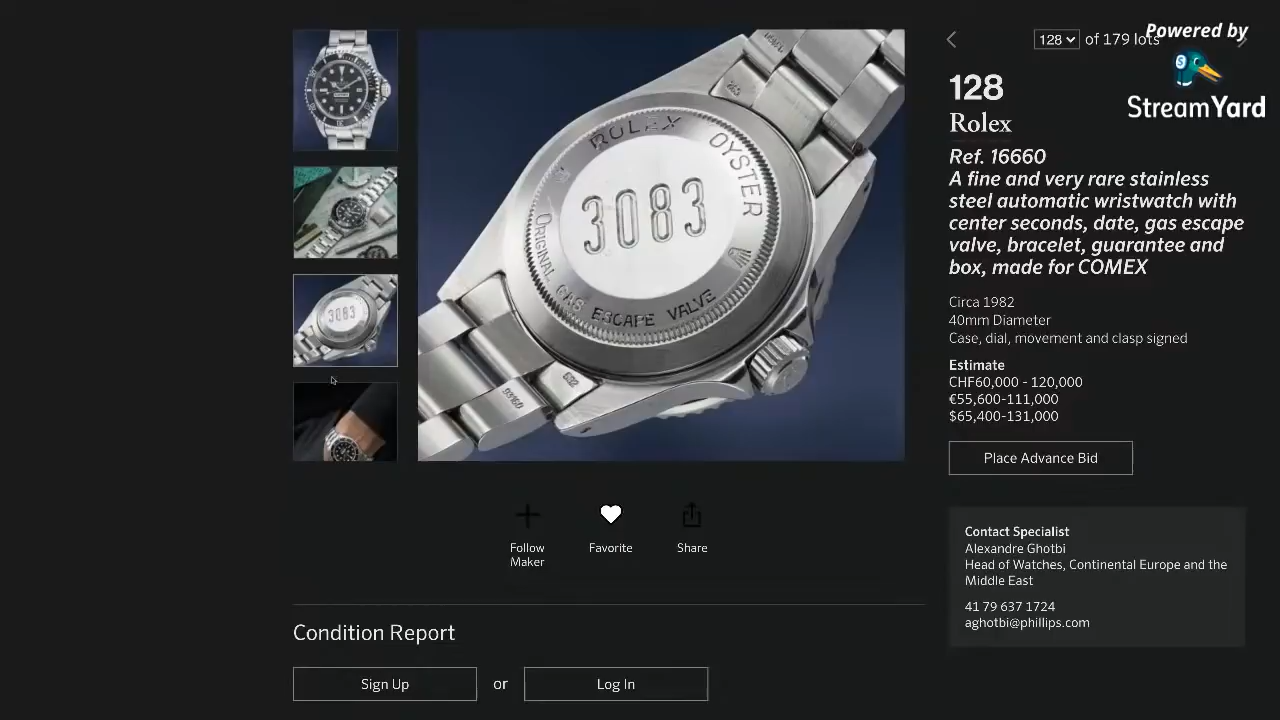 128 of 179 lots
Powered by
StreamYard
128
Rolex
Ref. 16660
A fine and very rare stainless
steel automatic wristwatch with
center seconds, date, gas escape
valve, bracelet, guarantee and
box, made for COMEX
Circa 1982
40mm Diameter
Case, dial, movement and clasp signed
Estimate
CHF60,000 - 120,000
€55,600-111,000
$65,400-131,000
Place Advance Bid
Contact Specialist
Alexandre Ghotbi
Head of Watches, Continental Europe and the
Middle East
41 79 637 1724
aghotbi@phillips.com
ROLEX OYSTER
3083
ORIGINAL GAS ESCAPE VALVE
93160
592
3083
Follow
Maker
Favorite
Share
Condition Report
Sign Up
or
Log In